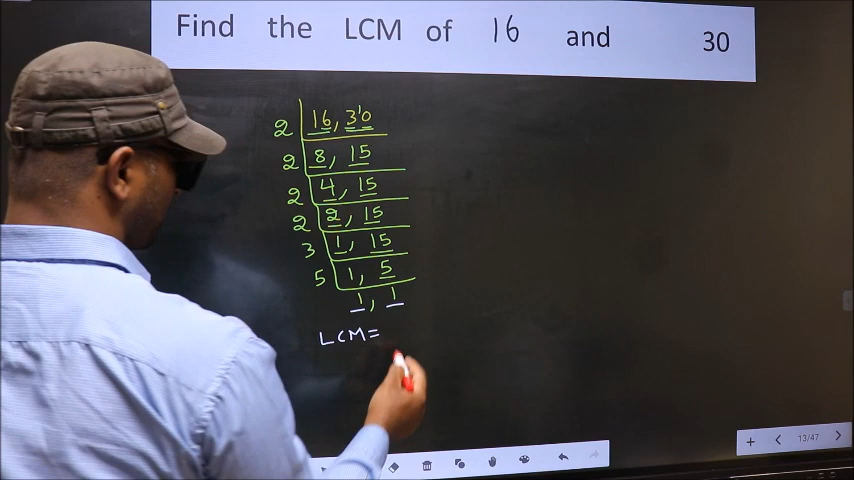 Find the LCM of 16 and 30
2 16, 30
2 8, 15
2 4, 15
2 2, 15
3 1, 15
5 1, 5
1, 1
LCM=
13/47